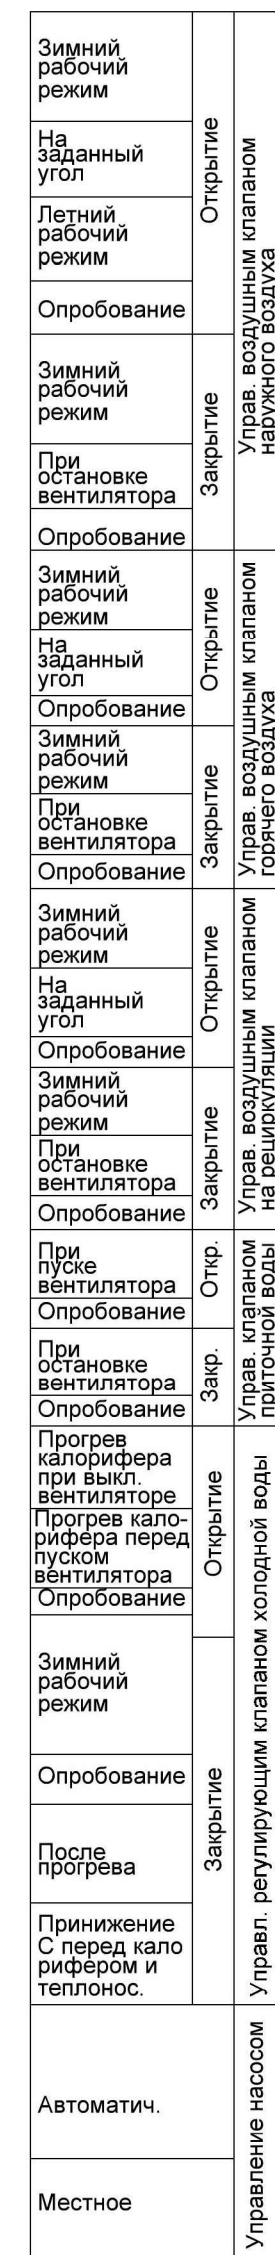 Зимний
рабочий
режим
На
заданный
угол
Летний
рабочий
режим
Опробование
Открытие
Зимний
рабочий
режим
При
остановке
вентилятора
Опробование
Закрытие
Управ. воздушным клапаном
наружного воздуха
Зимний
рабочий
режим
На
заданный
угол
Опробование
Открытие
Зимний
рабочий
режим
При
остановке
вентилятора
Опробование
Закрытие
Управ. воздушным клапаном
горячего воздуха
Зимний
рабочий
режим
На
заданный
угол
Опробование
Открытие
Зимний
рабочий
режим
При
остановке
вентилятора
Опробование
Закрытие
Управ. воздушным клапаном
на рециркуляции
При
пуске
вентилятора
Опробование
Откр.
При
остановке
вентилятора
Опробование
Закр.
Управ. клапаном
приточной воды
Прогрев
калорифера
при выкл.
вентиляторе
Прогрев кало-
рифера перед
пуском
вентилятора
Опробование
Открытие
Зимний
рабочий
режим
Опробование
После
прогрева
Принижение
С перед кало
рифером и
теплонос.
Закрытие
Управл. регулирующим клапаном холодной воды
Автоматич.
Местное
Управление насосом